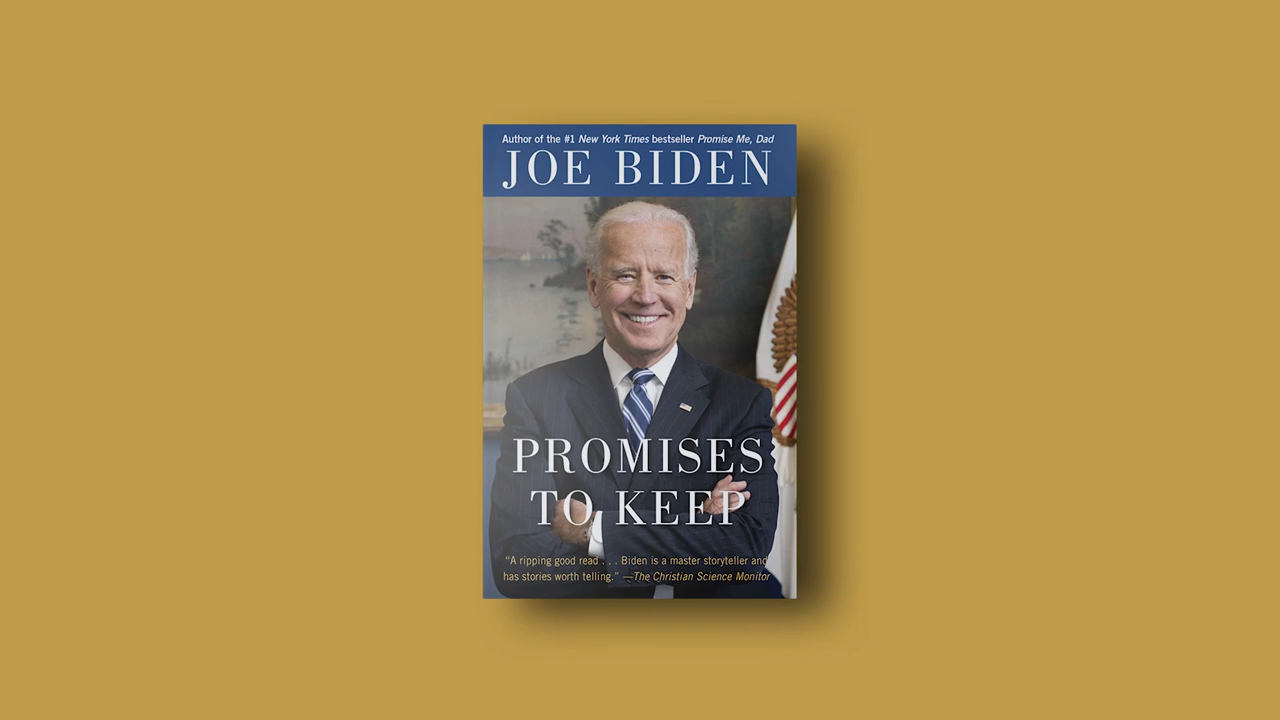 Author of the #1 New York Times bestseller Promise Me, Dad
JOE BIDEN
PROMISES
TO KEEP
“A ripping good read . . . Biden is a master storyteller and
has stories worth telling.” —The Christian Science Monitor